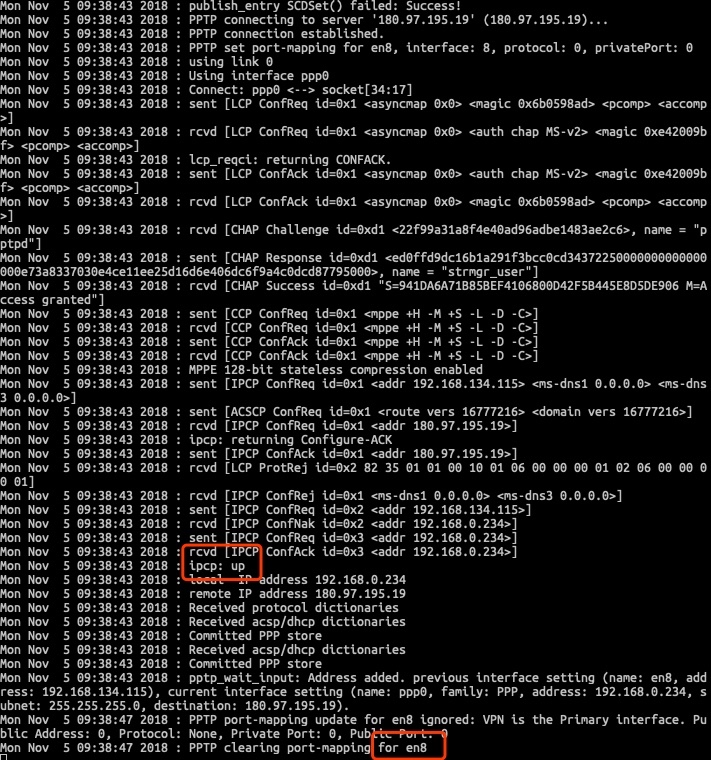 Mon Nov  5 09:38:43 2018 : publish_entry SCDSet() failed: Success!
Mon Nov  5 09:38:43 2018 : PPTP connecting to server '180.97.195.19' (180.97.195.19)...
Mon Nov  5 09:38:43 2018 : PPTP connection established.
Mon Nov  5 09:38:43 2018 : PPTP set port-mapping for en8, interface: 8, protocol: 0, privatePort: 0
Mon Nov  5 09:38:43 2018 : using link 0
Mon Nov  5 09:38:43 2018 : Using interface ppp0
Mon Nov  5 09:38:43 2018 : Connect: ppp0 <--> socket[34:17]
Mon Nov  5 09:38:43 2018 : sent [LCP ConfReq id=0x1 <asyncmap 0x0> <magic 0x6b0598ad> <pcomp> <accomp
>]
Mon Nov  5 09:38:43 2018 : rcvd [LCP ConfReq id=0x1 <asyncmap 0x0> <auth chap MS-v2> <magic 0xe42009b
f> <pcomp> <accomp>]
Mon Nov  5 09:38:43 2018 : lcp_reqci: returning CONFACK.
Mon Nov  5 09:38:43 2018 : sent [LCP ConfAck id=0x1 <asyncmap 0x0> <auth chap MS-v2> <magic 0xe42009b
f> <pcomp> <accomp>]
Mon Nov  5 09:38:43 2018 : rcvd [LCP ConfAck id=0x1 <asyncmap 0x0> <magic 0x6b0598ad> <pcomp> <accomp
>]
Mon Nov  5 09:38:43 2018 : rcvd [CHAP Challenge id=0xd1 <22f99a31a8f4e40ad96adbe1483ae2c6>, name = "p
ptpd"]
Mon Nov  5 09:38:43 2018 : sent [CHAP Response id=0xd1 <ed0ffd9dc16b1a291f3bcc0cd34372250000000000000
000e73a8337030e4ce11ee25d16d6e406dc6f9a4c0dcd87795000>, name = "strmgr_user"]
Mon Nov  5 09:38:43 2018 : rcvd [CHAP Success id=0xd1 "S=941DA6A71B85BEF4106800D42F5B445E8D5DE906 M=A
ccess granted"]
Mon Nov  5 09:38:43 2018 : sent [CCP ConfReq id=0x1 <mppe +H -M +S -L -D -C>]
Mon Nov  5 09:38:43 2018 : rcvd [CCP ConfReq id=0x1 <mppe +H -M +S -L -D -C>]
Mon Nov  5 09:38:43 2018 : sent [CCP ConfAck id=0x1 <mppe +H -M +S -L -D -C>]
Mon Nov  5 09:38:43 2018 : rcvd [CCP ConfAck id=0x1 <mppe +H -M +S -L -D -C>]
Mon Nov  5 09:38:43 2018 : MPPE 128-bit stateless compression enabled
Mon Nov  5 09:38:43 2018 : sent [IPCP ConfReq id=0x1 <addr 192.168.134.115> <ms-dns1 0.0.0.0> <ms-dns
3 0.0.0.0>]
Mon Nov  5 09:38:43 2018 : sent [ACSCP ConfReq id=0x1 <route vers 16777216> <domain vers 16777216>]
Mon Nov  5 09:38:43 2018 : rcvd [IPCP ConfReq id=0x1 <addr 180.97.195.19>]
Mon Nov  5 09:38:43 2018 : ipcp: returning Configure-ACK
Mon Nov  5 09:38:43 2018 : sent [IPCP ConfAck id=0x1 <addr 180.97.195.19>]
Mon Nov  5 09:38:43 2018 : rcvd [LCP ProtRej id=0x2 82 35 01 01 00 10 01 06 00 00 00 01 02 06 00 00 0
0 01]
Mon Nov  5 09:38:43 2018 : rcvd [IPCP ConfRej id=0x1 <ms-dns1 0.0.0.0> <ms-dns3 0.0.0.0>]
Mon Nov  5 09:38:43 2018 : sent [IPCP ConfReq id=0x2 <addr 192.168.134.115>]
Mon Nov  5 09:38:43 2018 : rcvd [IPCP ConfNak id=0x2 <addr 192.168.0.234>]
Mon Nov  5 09:38:43 2018 : sent [IPCP ConfReq id=0x3 <addr 192.168.0.234>]
Mon Nov  5 09:38:43 2018 : rcvd [IPCP ConfAck id=0x3 <addr 192.168.0.234>]
Mon Nov  5 09:38:43 2018 : ipcp: up
Mon Nov  5 09:38:43 2018 : local  IP address 192.168.0.234
Mon Nov  5 09:38:43 2018 : remote IP address 180.97.195.19
Mon Nov  5 09:38:43 2018 : Received protocol dictionaries
Mon Nov  5 09:38:43 2018 : Received acsp/dhcp dictionaries
Mon Nov  5 09:38:43 2018 : Committed PPP store
Mon Nov  5 09:38:43 2018 : Received acsp/dhcp dictionaries
Mon Nov  5 09:38:43 2018 : Committed PPP store
Mon Nov  5 09:38:43 2018 : pptp_wait_input: Address added. previous interface setting (name: en8, add
ress: 192.168.134.115), current interface setting (name: ppp0, family: PPP, address: 192.168.0.234, s
ubnet: 255.255.255.0, destination: 180.97.195.19).
Mon Nov  5 09:38:47 2018 : PPTP port-mapping update for en8 ignored: VPN is the Primary interface. Pu
blic Address: 0, Protocol: None, Private Port: 0, Public Port: 0
Mon Nov  5 09:38:47 2018 : PPTP clearing port-mapping for en8